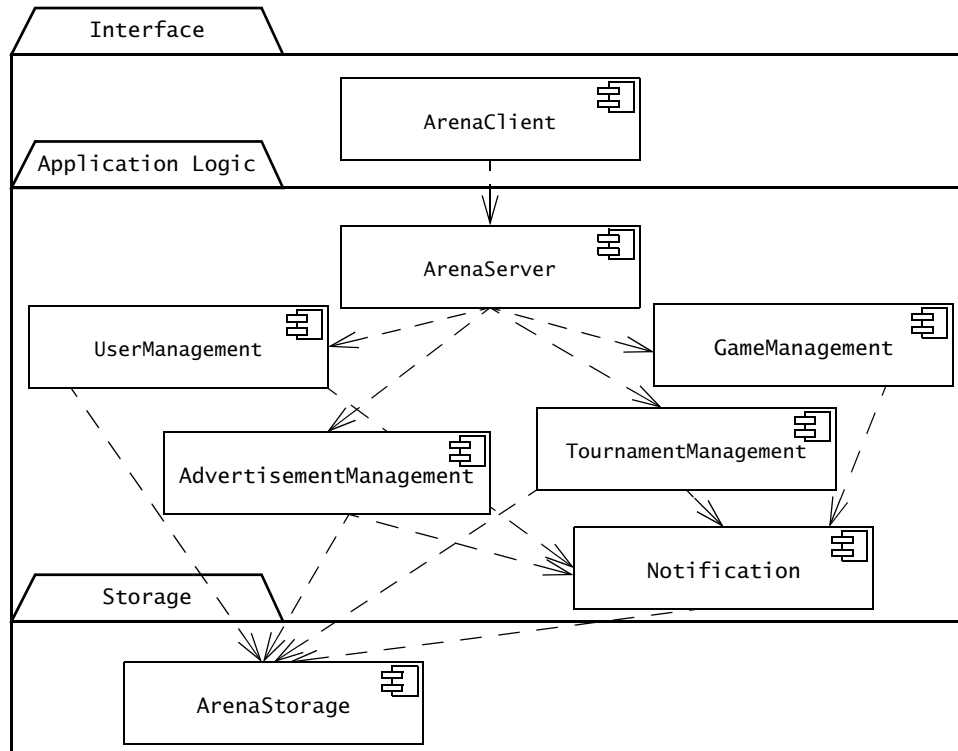 Interface
ArenaClient
Application Logic
ArenaServer
UserManagement
GameManagement
AdvertisementManagement
TournamentManagement
Notification
Storage
ArenaStorage